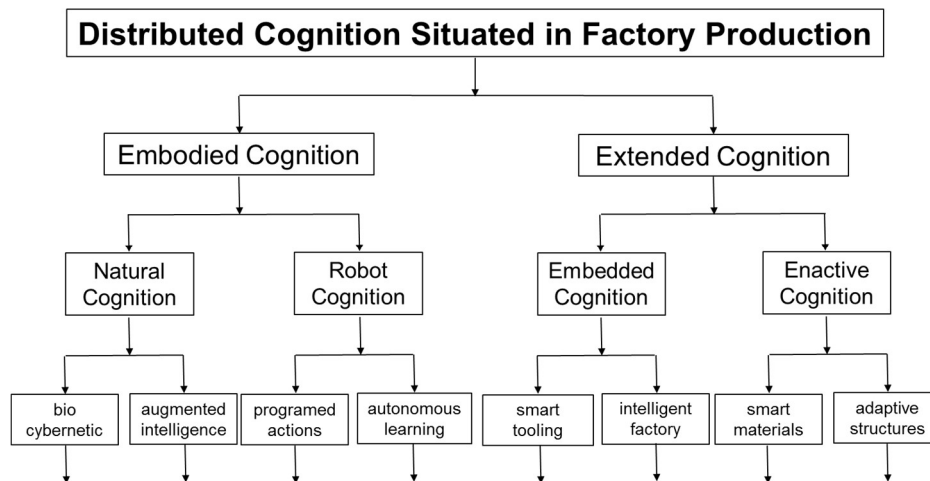 Distributed Cognition Situated in Factory Production
Embodied Cognition
Extended Cognition
Natural
Cognition
Robot
Cognition
Embedded
Cognition
Enactive
Cognition
bio
cybernetic
augmented
intelligence
programed
actions
autonomous
learning
smart
tooling
intelligent
factory
smart
materials
adaptive
structures